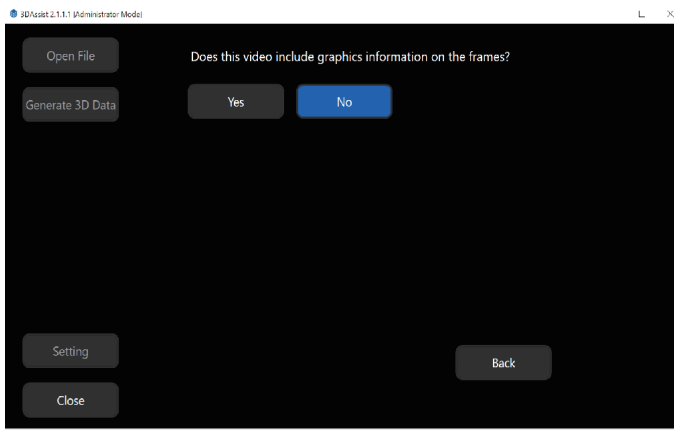 3DAssist 2.1.1.1 (Administrator Mode)
Open File
Does this video include graphics information on the frames?
Generate 3D Data
Yes
No
Setting
Back
Close